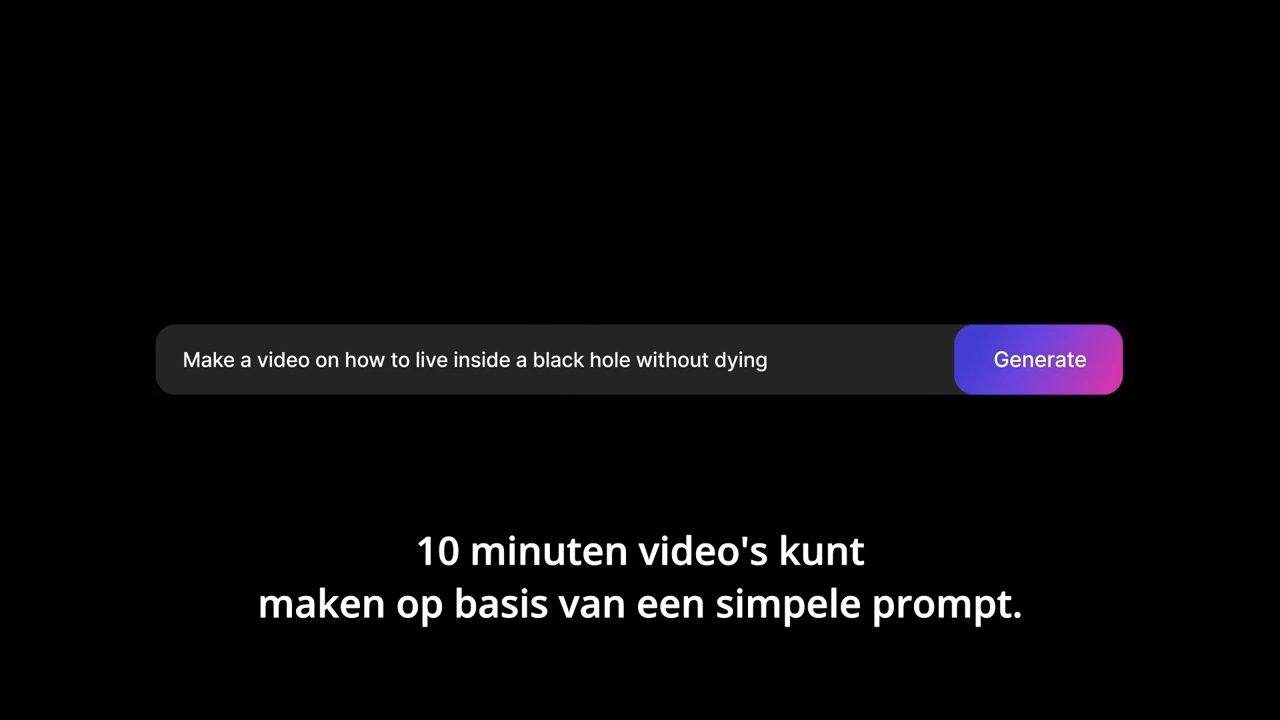 Make a video on how to live inside a black hole without dying
Generate
10 minuten video's kunt
maken op basis van een simpele prompt.